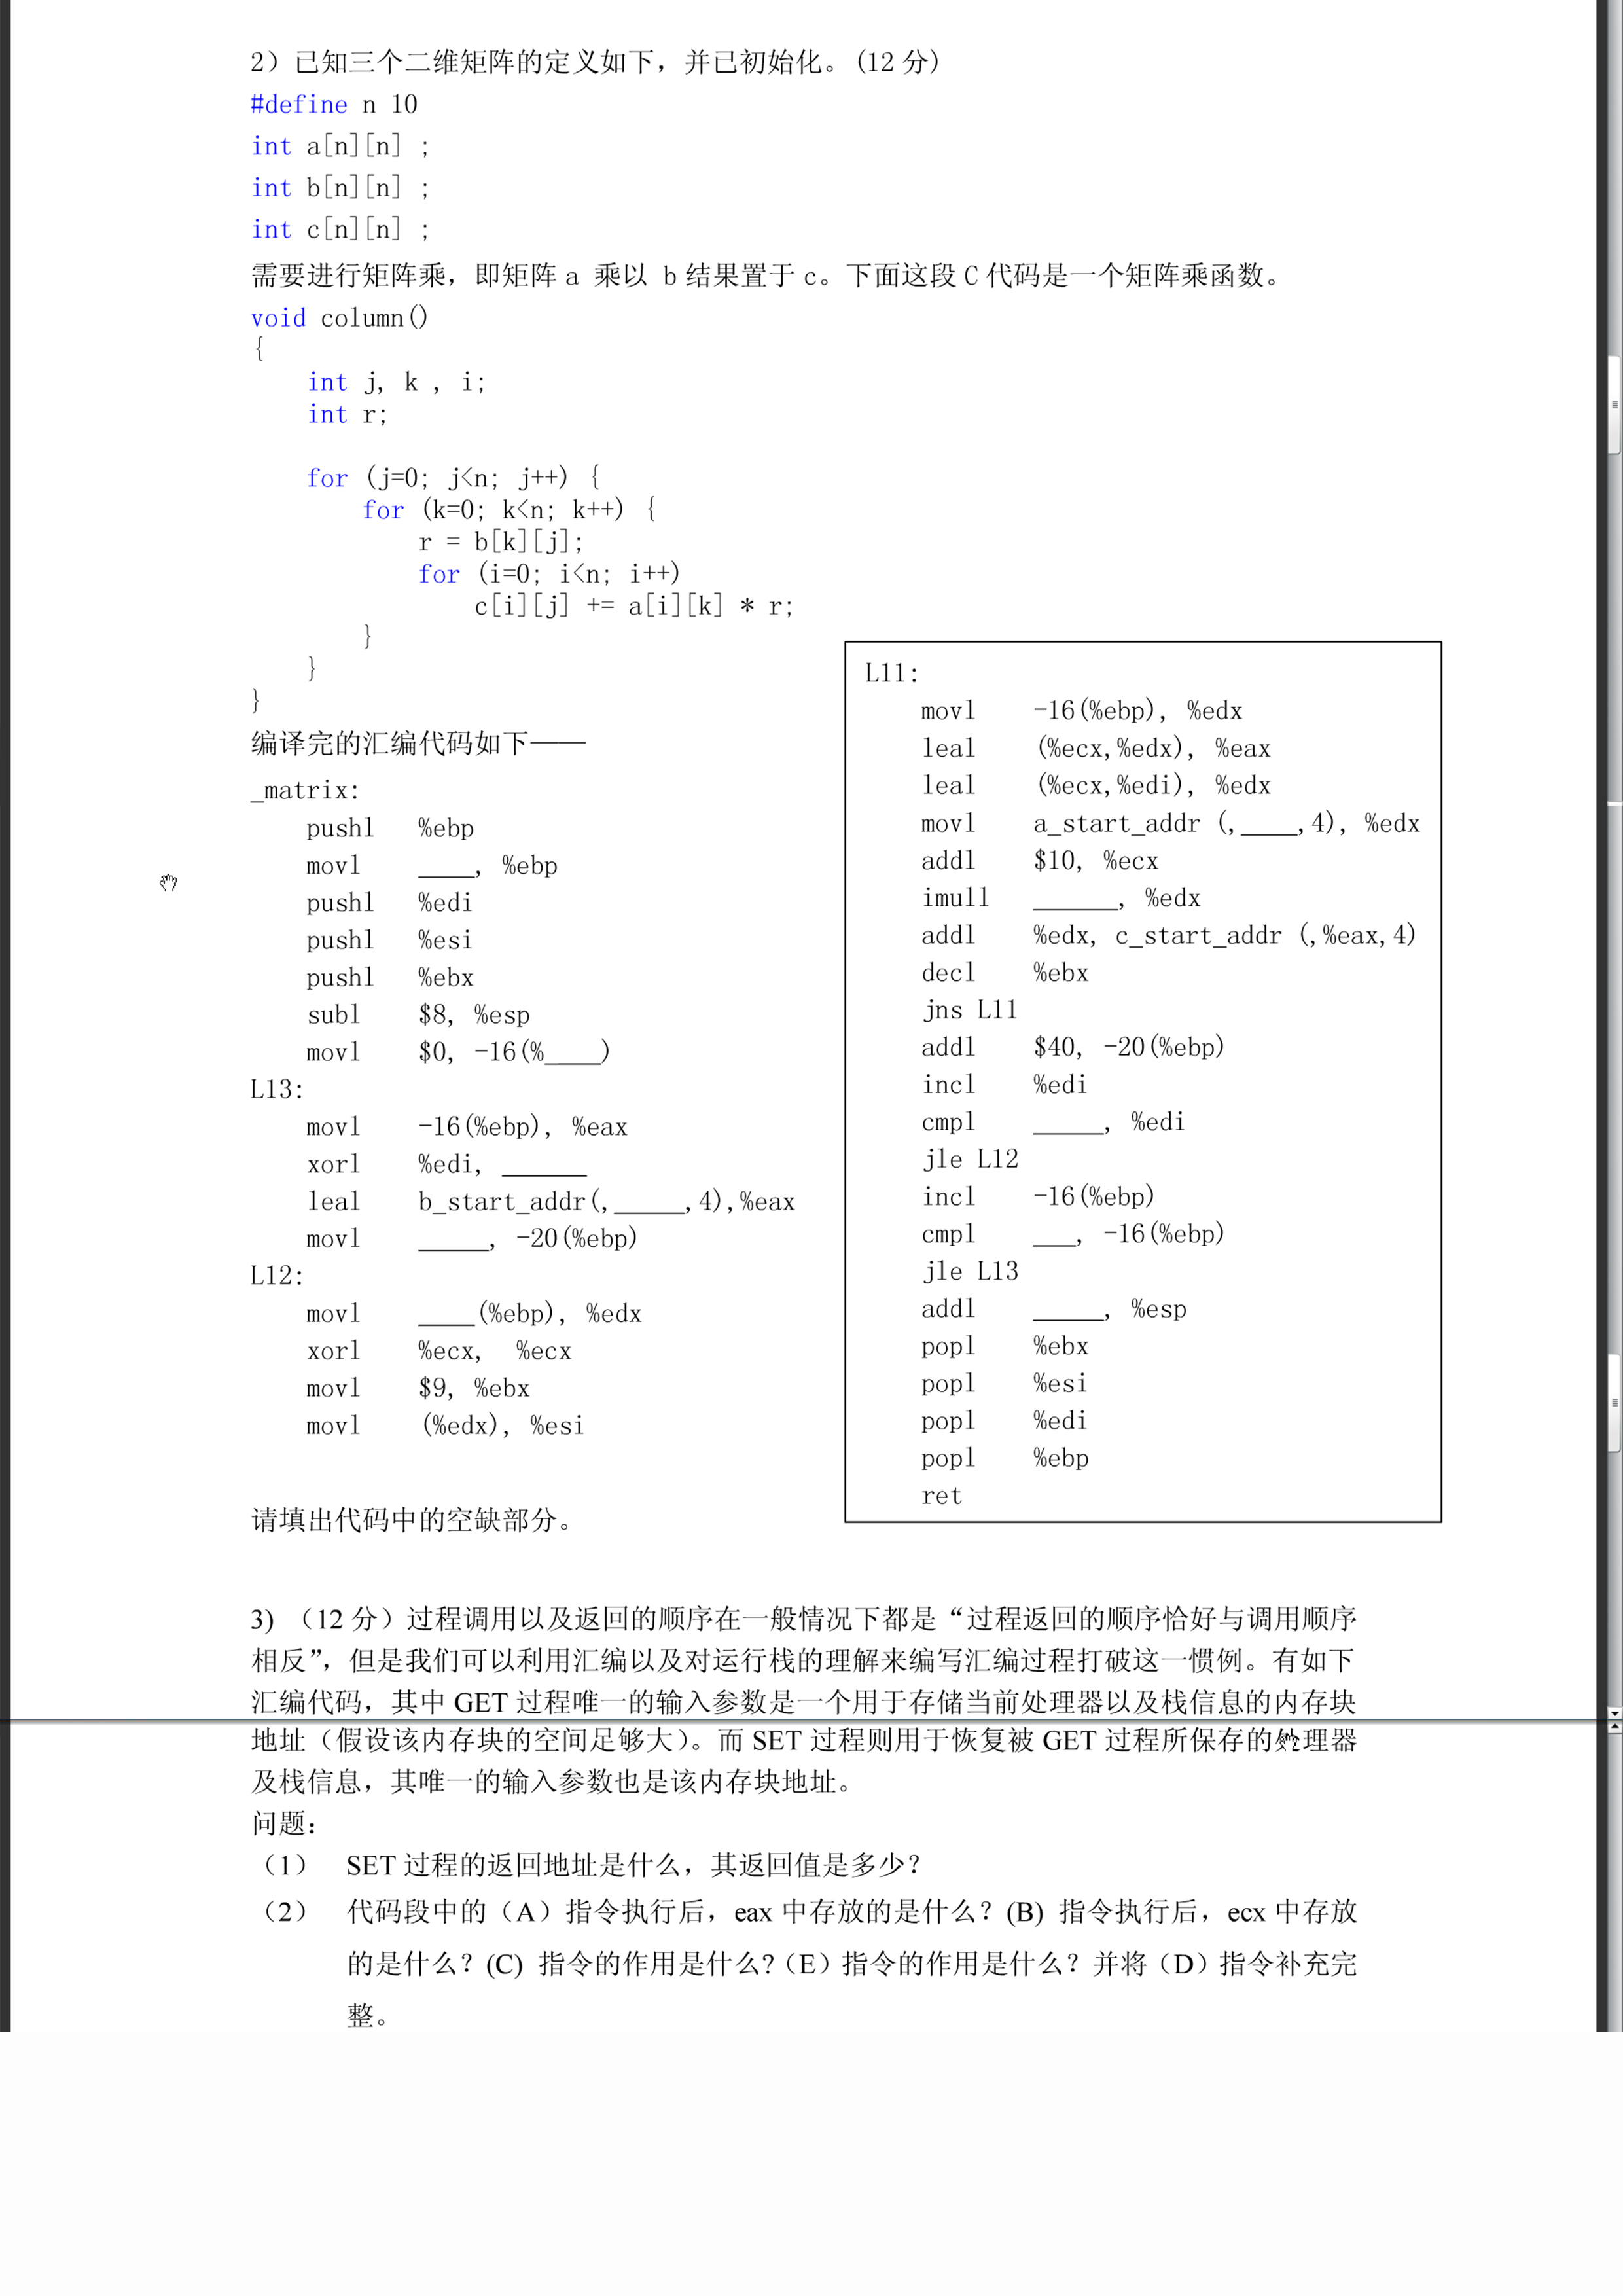 2）已知三个二维矩阵的定义如下，并已初始化。(12 分)
#define n 10
int a[n][n] ;
int b[n][n] ;
int c[n][n] ;
需要进行矩阵乘，即矩阵 a 乘以 b 结果置于 c。下面这段 C 代码是一个矩阵乘函数。
void column()
{
int j, k , i;
int r;
for (j=0; j<n; j++) {
for (k=0; k<n; k++) {
r = b[k][j];
for (i=0; i<n; i++)
c[i][j] += a[i][k] * r;
}
}
}
编译完的汇编代码如下——
_matrix:
pushl %ebp
movl ____, %ebp
pushl %edi
pushl %esi
pushl %ebx
subl $8, %esp
movl $0, -16(%____)
L13:
movl -16(%ebp), %eax
xorl %edi, ______
leal b_start_addr(,_____,4),%eax
movl _____, -20(%ebp)
L12:
movl ____(%ebp), %edx
xorl %ecx, %ecx
movl $9, %ebx
movl (%edx), %esi
L11:
movl -16(%ebp), %edx
leal (%ecx,%edx), %eax
leal (%ecx,%edi), %edx
movl a_start_addr (,____,4), %edx
addl $10, %ecx
imull ______, %edx
addl %edx, c_start_addr (,%eax,4)
decl %ebx
jns L11
addl $40, -20(%ebp)
incl %edi
cmpl _____, %edi
jle L12
incl -16(%ebp)
cmpl ___, -16(%ebp)
jle L13
addl _____, %esp
popl %ebx
popl %esi
popl %edi
popl %ebp
ret
请填出代码中的空缺部分。
3) （12 分）过程调用以及返回的顺序在一般情况下都是“过程返回的顺序恰好与调用顺序
相反”，但是我们可以利用汇编以及对运行栈的理解来编写汇编过程打破这一惯例。有如下
汇编代码，其中 GET 过程唯一的输入参数是一个用于存储当前处理器以及栈信息的内存块
地址（假设该内存块的空间足够大）。而 SET 过程则用于恢复被 GET 过程所保存的处理器
及栈信息，其唯一的输入参数也是该内存块地址。
问题：
（1） SET 过程的返回地址是什么，其返回值是多少？
（2） 代码段中的（A）指令执行后，eax 中存放的是什么？(B) 指令执行后，ecx 中存放
的是什么？(C) 指令的作用是什么?（E）指令的作用是什么？并将（D）指令补充完
整。